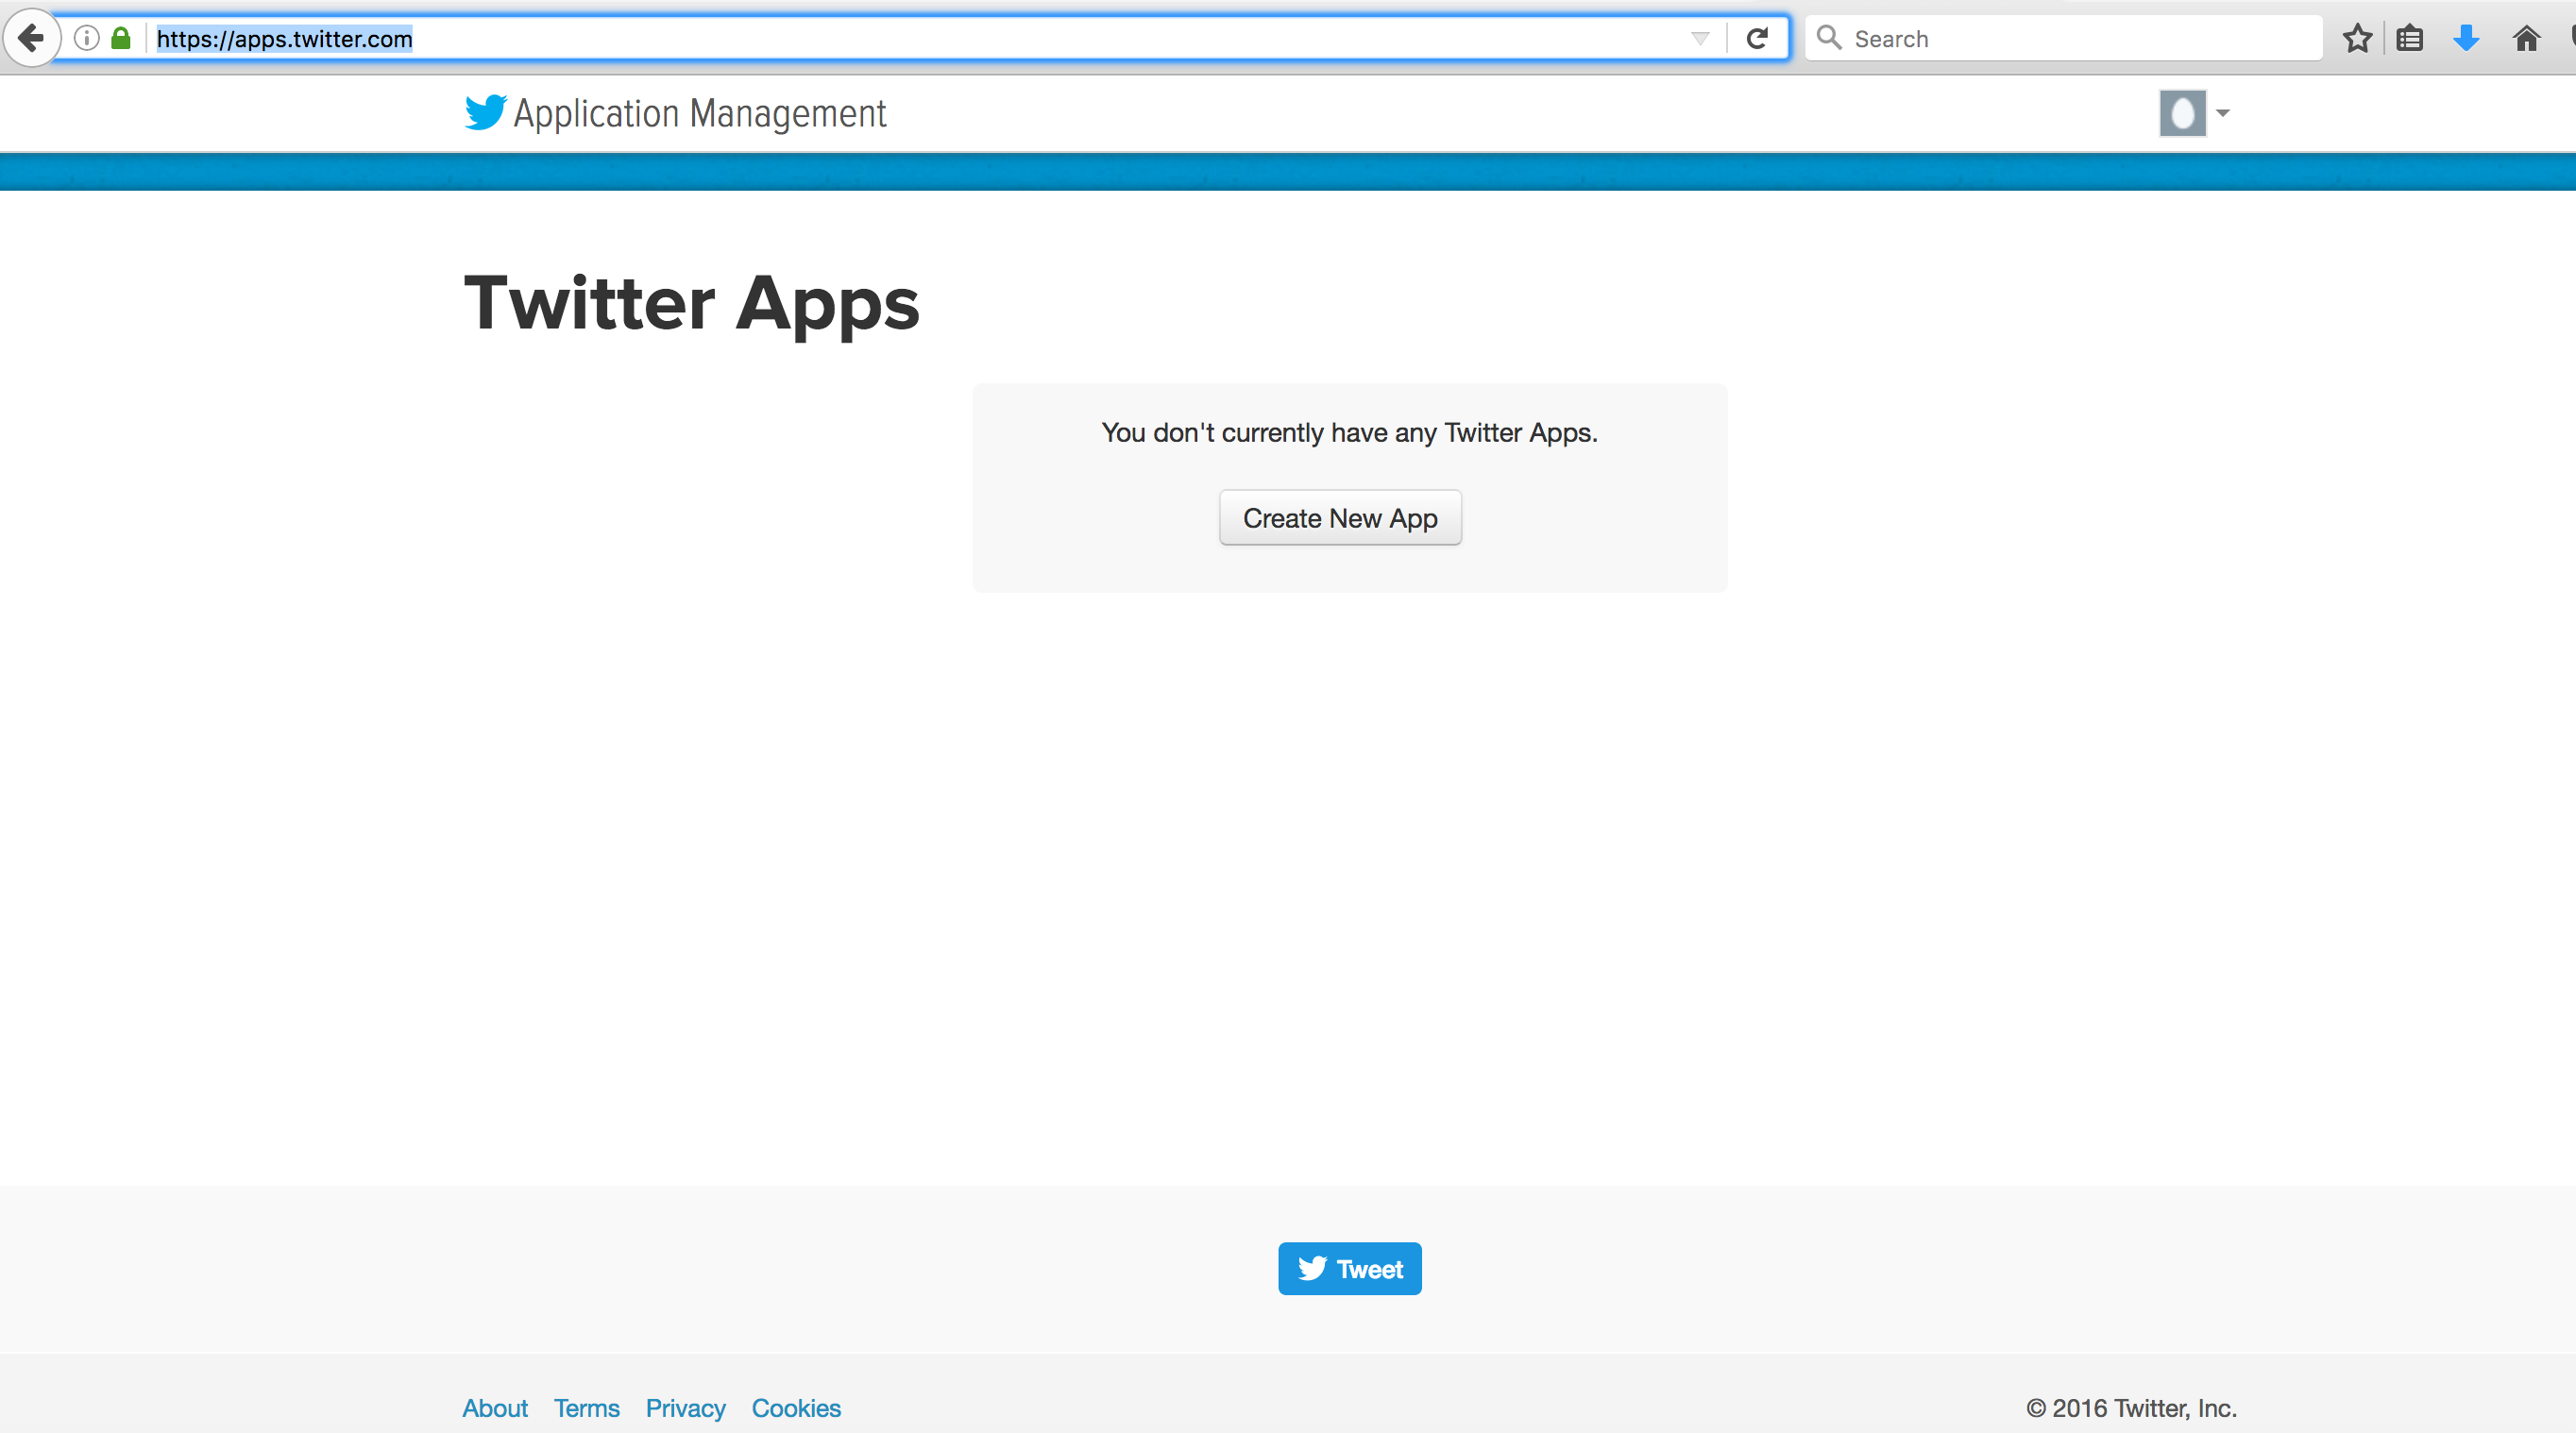 https://apps.twitter.com
Search
Application Management
Twitter Apps
You don't currently have any Twitter Apps.
Create New App
Tweet
About Terms Privacy Cookies
© 2016 Twitter, Inc.